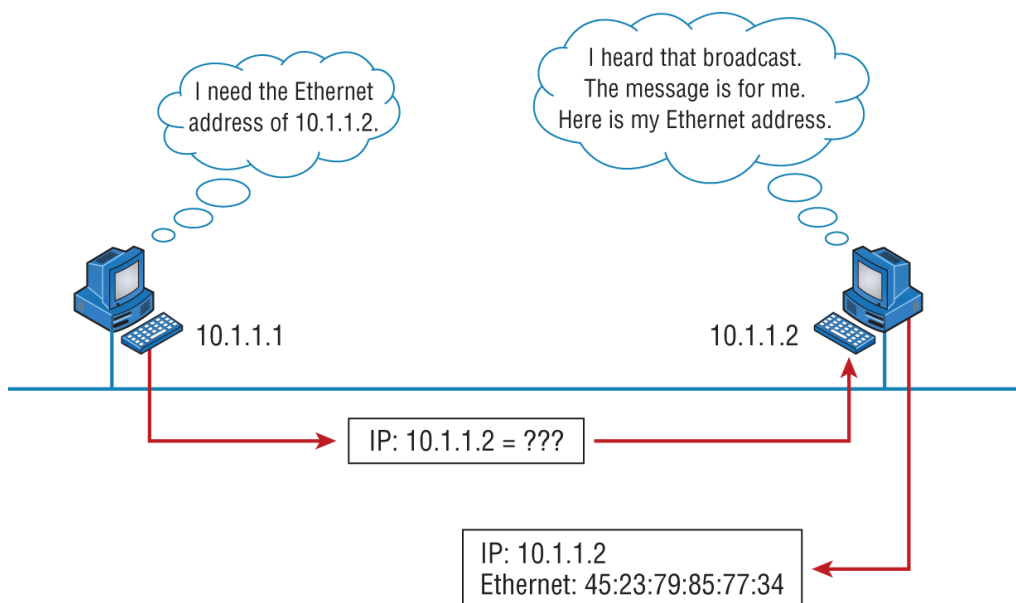 I need the Ethernet
address of 10.1.1.2.
I heard that broadcast.
The message is for me.
Here is my Ethernet address.
10.1.1.1
10.1.1.2
IP: 10.1.1.2 = ???
IP: 10.1.1.2
Ethernet: 45:23:79:85:77:34